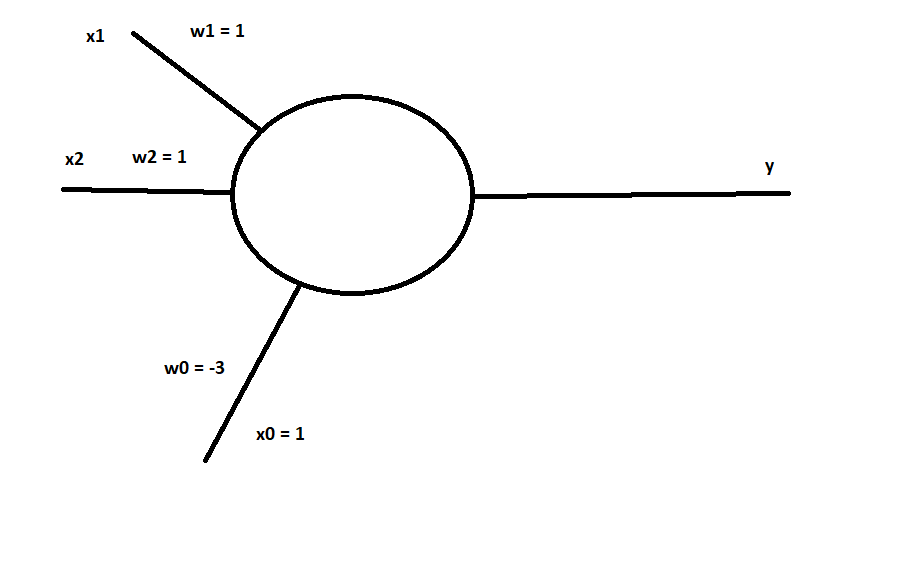 x1
w1 = 1
x2
w2 = 1
y
w0 = -3
x0 = 1